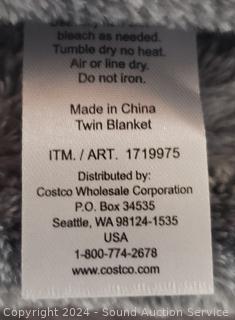 bleach as needed.
Tumble dry no heat.
Air or line dry.
Do not iron.
Made in China
Twin Blanket
ITM. / ART. 1719975
Distributed by:
Costco Wholesale Corporation
P.O. Box 34535
Seattle, WA 98124-1535
USA
1-800-774-2678
www.costco.com
Copyright 2024 - Sound Auction Service